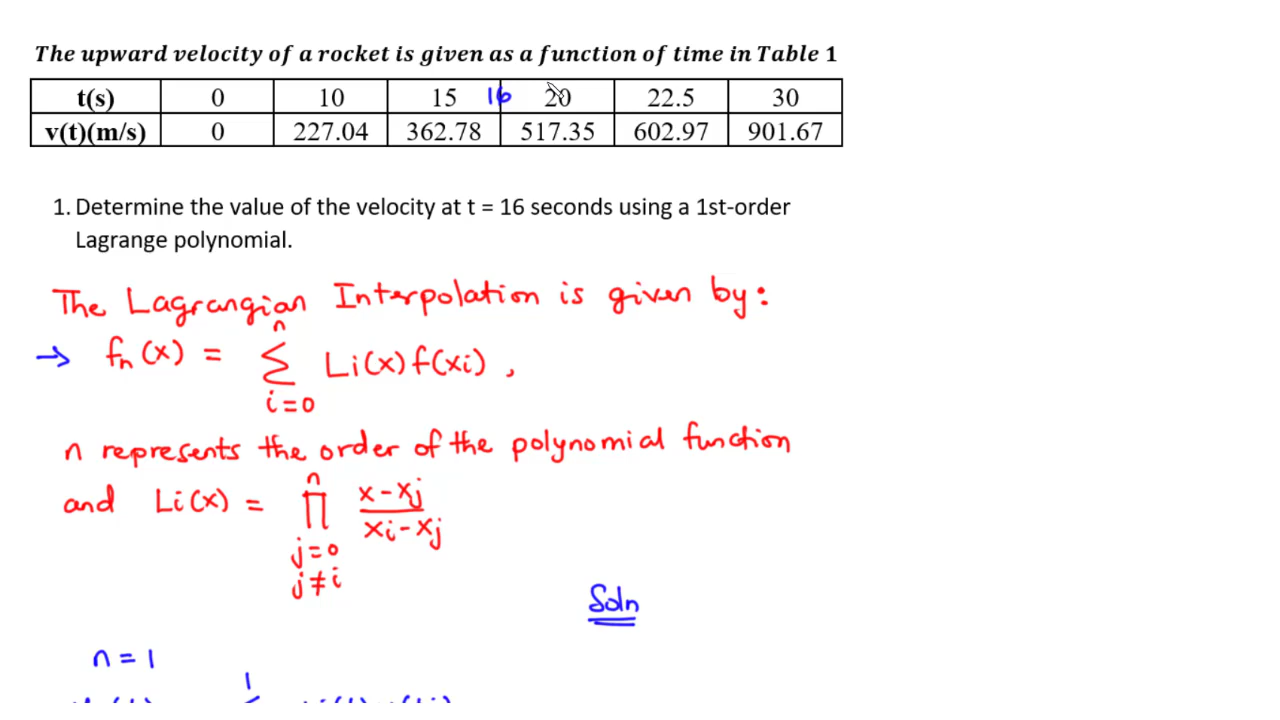 The upward velocity of a rocket is given as a function of time in Table 1
t(s) 0 10 15 16 20 22.5 30
v(t)(m/s) 0 227.04 362.78 517.35 602.97 901.67
1. Determine the value of the velocity at t = 16 seconds using a 1st-order
Lagrange polynomial.
The Lagrangian Interpolation is given by:
→ fn(x) = n Σ i=0 Li(x) f(xi) ,
n represents the order of the polynomial function
and Li(x) = n Π j=0 j≠i x-xj / xi-xj
Soln
n = 1
1